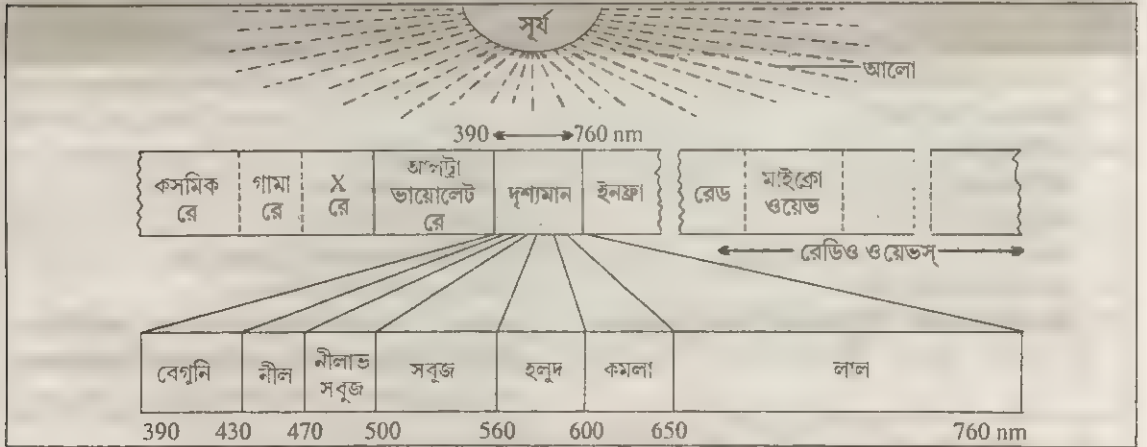 সূর্য
আলো
390 760 nm
কসমিক রে
গামা রে
X রে
আলট্রা ভায়োলেট রে
দৃশ্যমান
ইনফ্রা
রেড
মাইক্রো ওয়েভ
রেডিও ওয়েভস্
বেগুনি
নীল
নীলাভ সবুজ
সবুজ
হলুদ
কমলা
লাল
390 430 470 500 560 600 650 760 nm